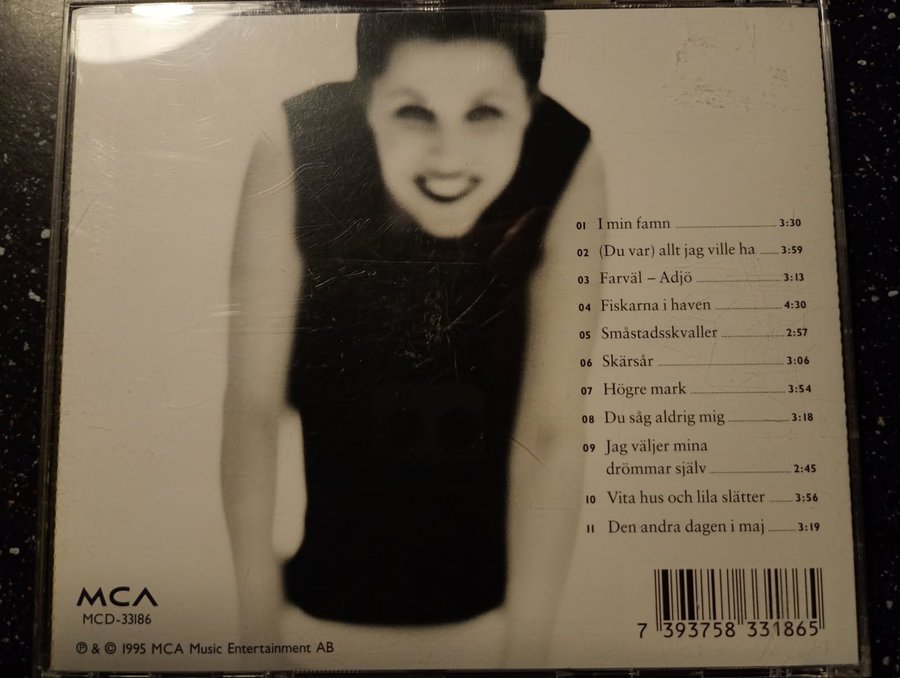 01 I min famn 3:30
02 (Du var) allt jag ville ha 3:59
03 Farväl – Adjö 3:13
04 Fiskarna i haven 4:30
05 Småstadsskvaller 2:57
06 Skärsår 3:06
07 Högre mark 3:54
08 Du såg aldrig mig 3:18
09 Jag väljer mina
drömmar själv 2:45
10 Vita hus och lila slätter 3:56
11 Den andra dagen i maj 3:19
MCA
MCD-33186
℗ & © 1995 MCA Music Entertainment AB
7 393758 331865